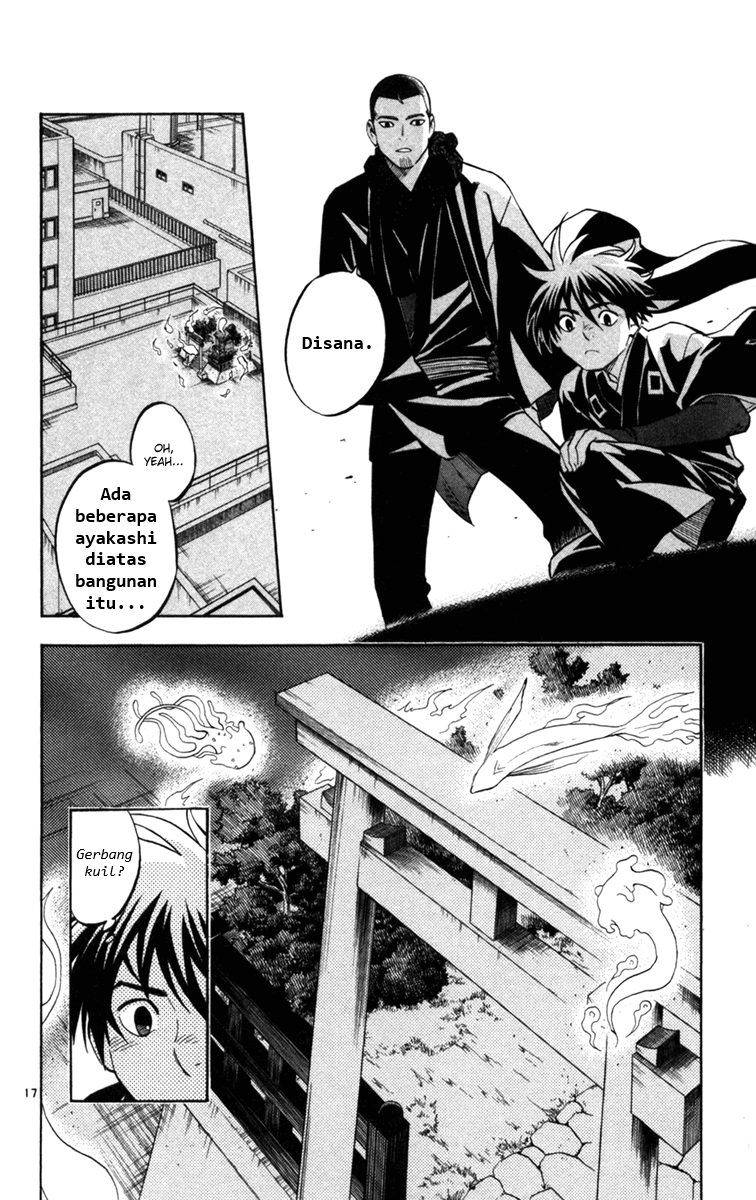 Disana.
OH,
YEAH...
Ada
beberapa
ayakashi
diatas
bangunan
itu...
Gerbang
kuil?
17